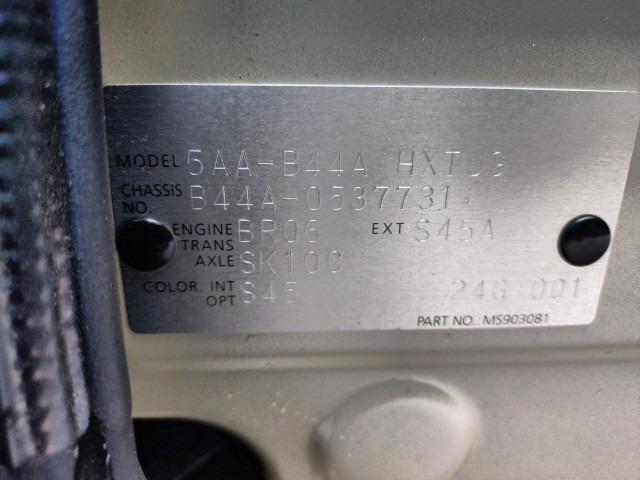 MODEL 5AA-B44A HXTUG
CHASSIS NO. B44A-0537731
ENGINE BR06 EXT S45A
TRANS AXLE SK10C
COLOR. INT OPT. S45 246 001
PART NO.: MS903081